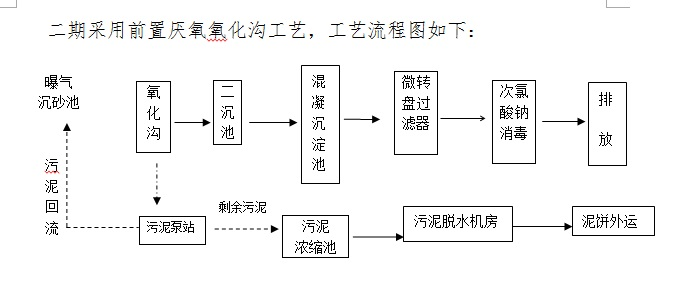 二期采用前置厌氧氧化沟工艺，工艺流程图如下：
曝气
沉砂池
氧
化
沟
二
沉
池
混
凝
沉
淀
池
微转
盘过
滤器
次氯
酸钠
消毒
排
放
污
泥
回
流
污泥泵站
剩余污泥
污泥
浓缩池
污泥脱水机房
泥饼外运